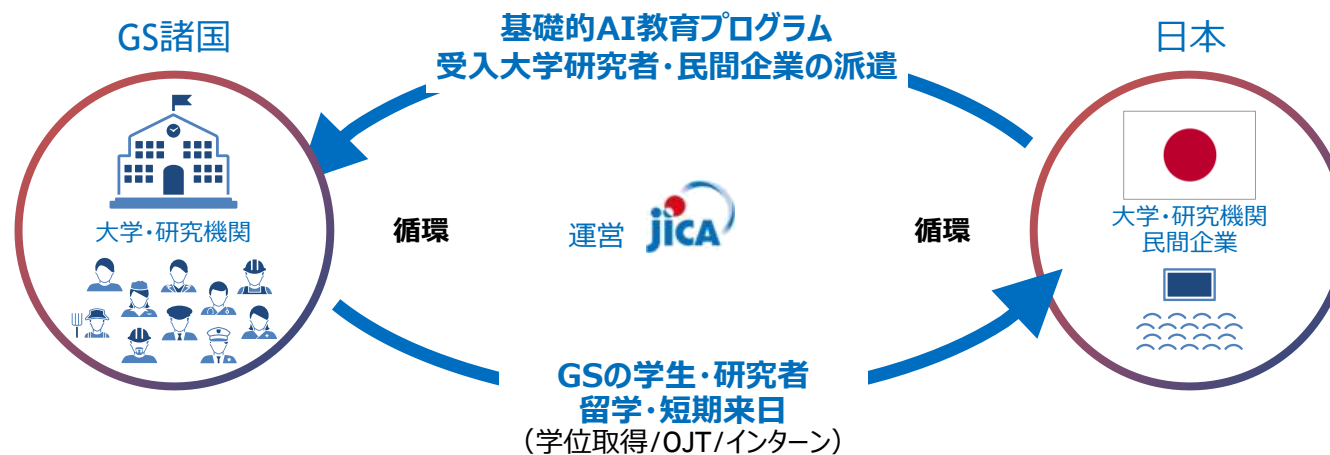 基礎的AI教育プログラム
受入大学研究者・民間企業の派遣
GS諸国
日本
大学・研究機関
循環
運営
jICA
循環
大学・研究機関
民間企業
GSの学生・研究者
留学・短期来日
（学位取得/OJT/インターン）